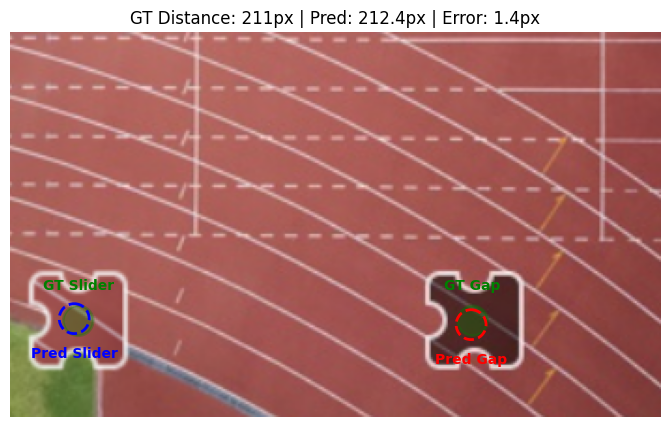 GT Distance: 211px | Pred: 212.4px | Error: 1.4px
GT Slider
GT Gap
Pred Slider
Pred Gap